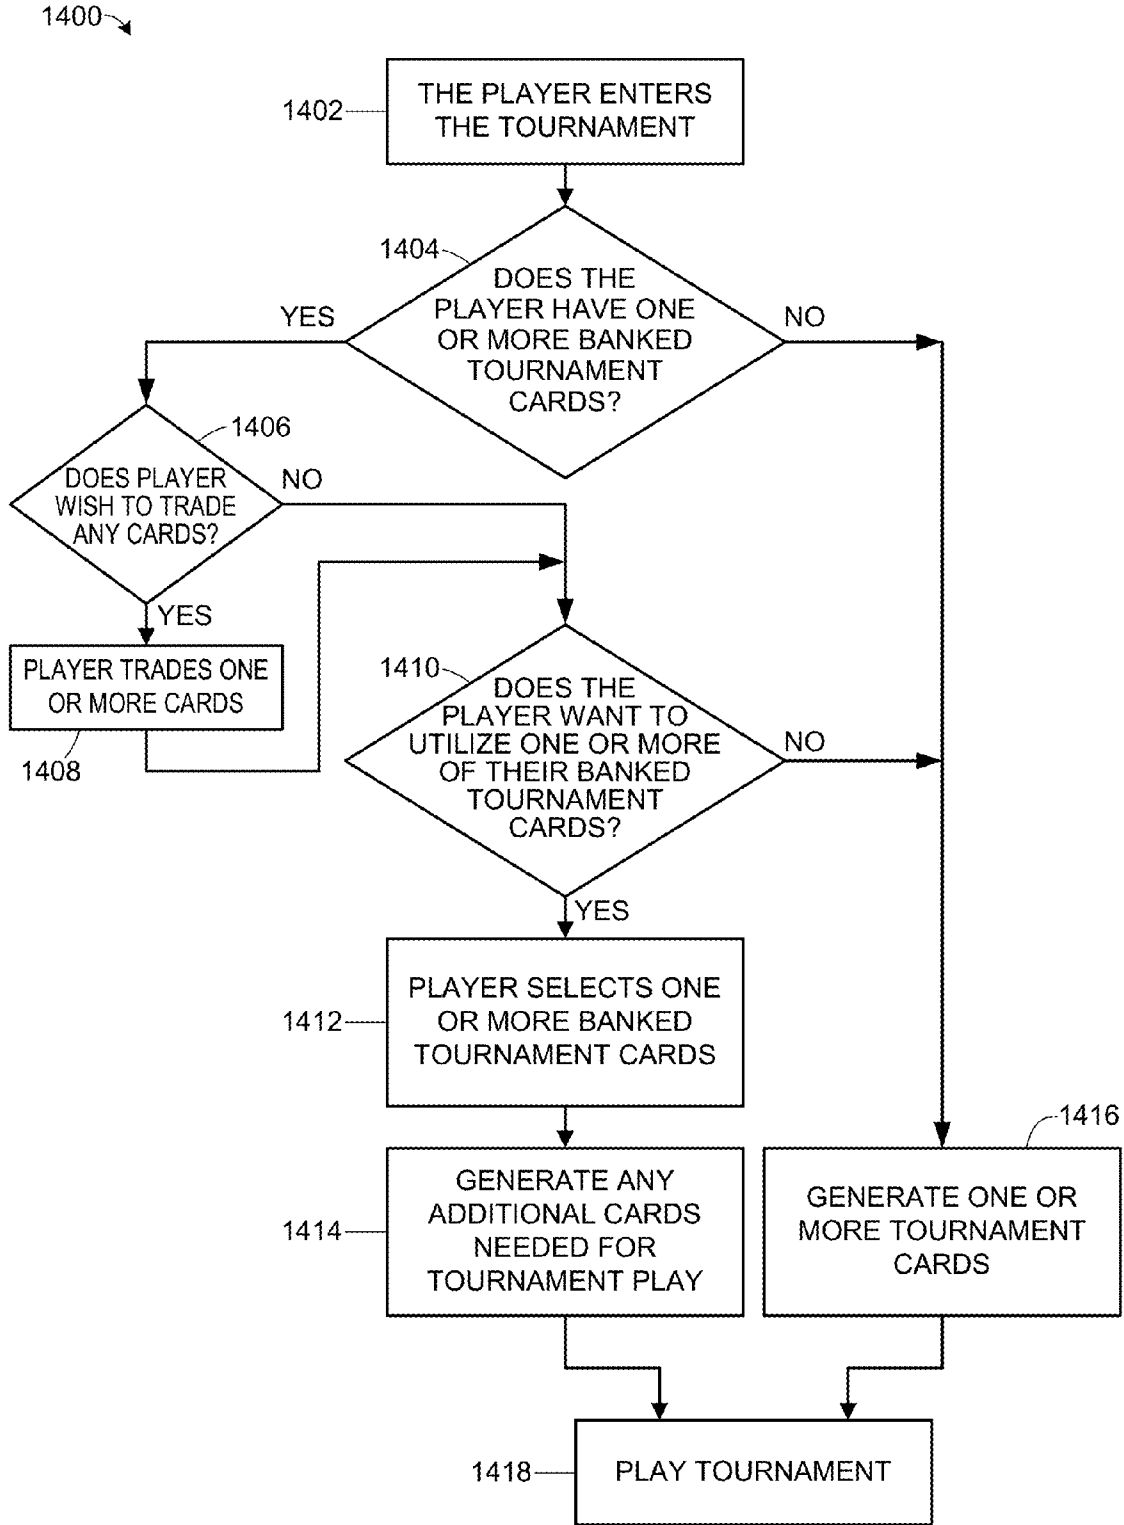 1400
1402
THE PLAYER ENTERS
THE TOURNAMENT
1404
DOES THE
PLAYER HAVE ONE
OR MORE BANKED
TOURNAMENT
CARDS?
YES
NO
1406
DOES PLAYER
WISH TO TRADE
ANY CARDS?
NO
YES
PLAYER TRADES ONE
OR MORE CARDS
1408
1410
DOES THE
PLAYER WANT TO
UTILIZE ONE OR MORE
OF THEIR BANKED
TOURNAMENT
CARDS?
NO
YES
1412
PLAYER SELECTS ONE
OR MORE BANKED
TOURNAMENT CARDS
1414
GENERATE ANY
ADDITIONAL CARDS
NEEDED FOR
TOURNAMENT PLAY
1416
GENERATE ONE OR
MORE TOURNAMENT
CARDS
1418
PLAY TOURNAMENT